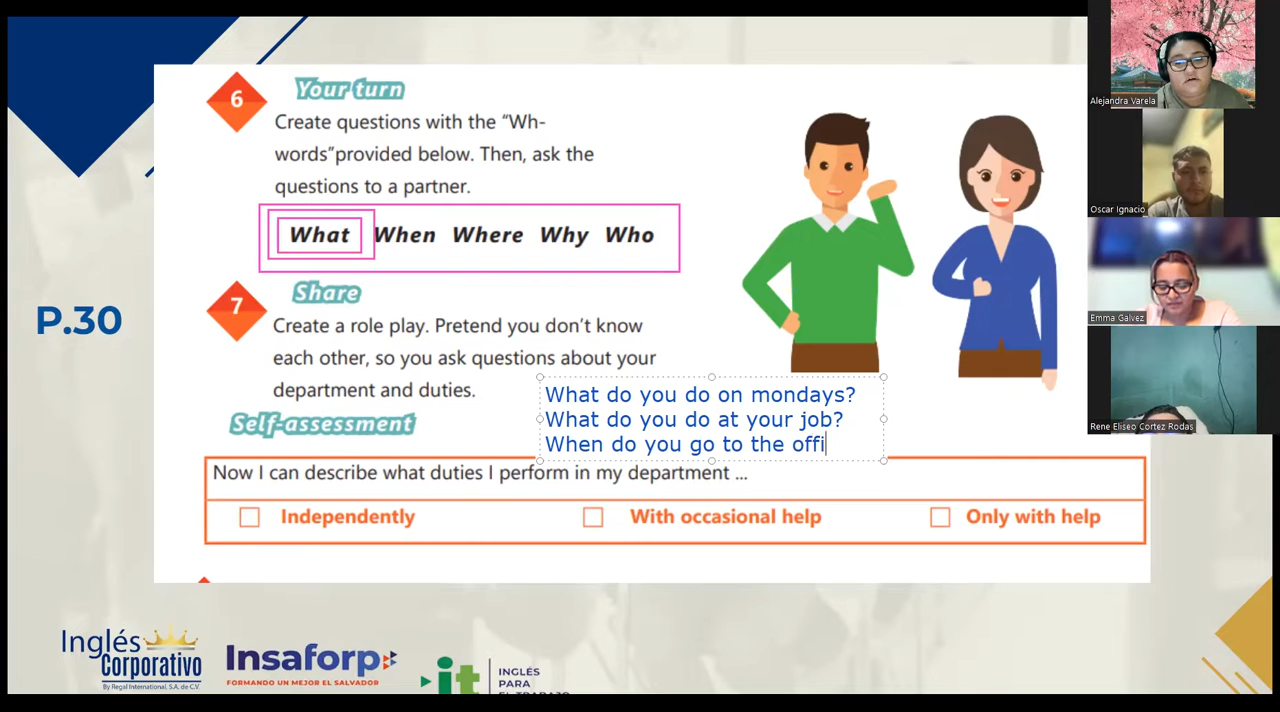 6
Your turn
Create questions with the “Wh-
words”provided below. Then, ask the
questions to a partner.
What When Where Why Who
P.30
7
Share
Create a role play. Pretend you don’t know
each other, so you ask questions about your
department and duties.
What do you do on mondays?
What do you do at your job?
When do you go to the offi
Self-assessment
Now I can describe what duties I perform in my department ...
Independently
With occasional help
Only with help
Inglés
Corporativo
By Regal International, S.A. de C.V.
Insaforp
FORMANDO UN MEJOR EL SALVADOR
it
INGLÉS
PARA
EL TRABAJO
Alejandra Varela
Oscar Ignacio
Emma Galvez
Rene Eliseo Cortez Rodas